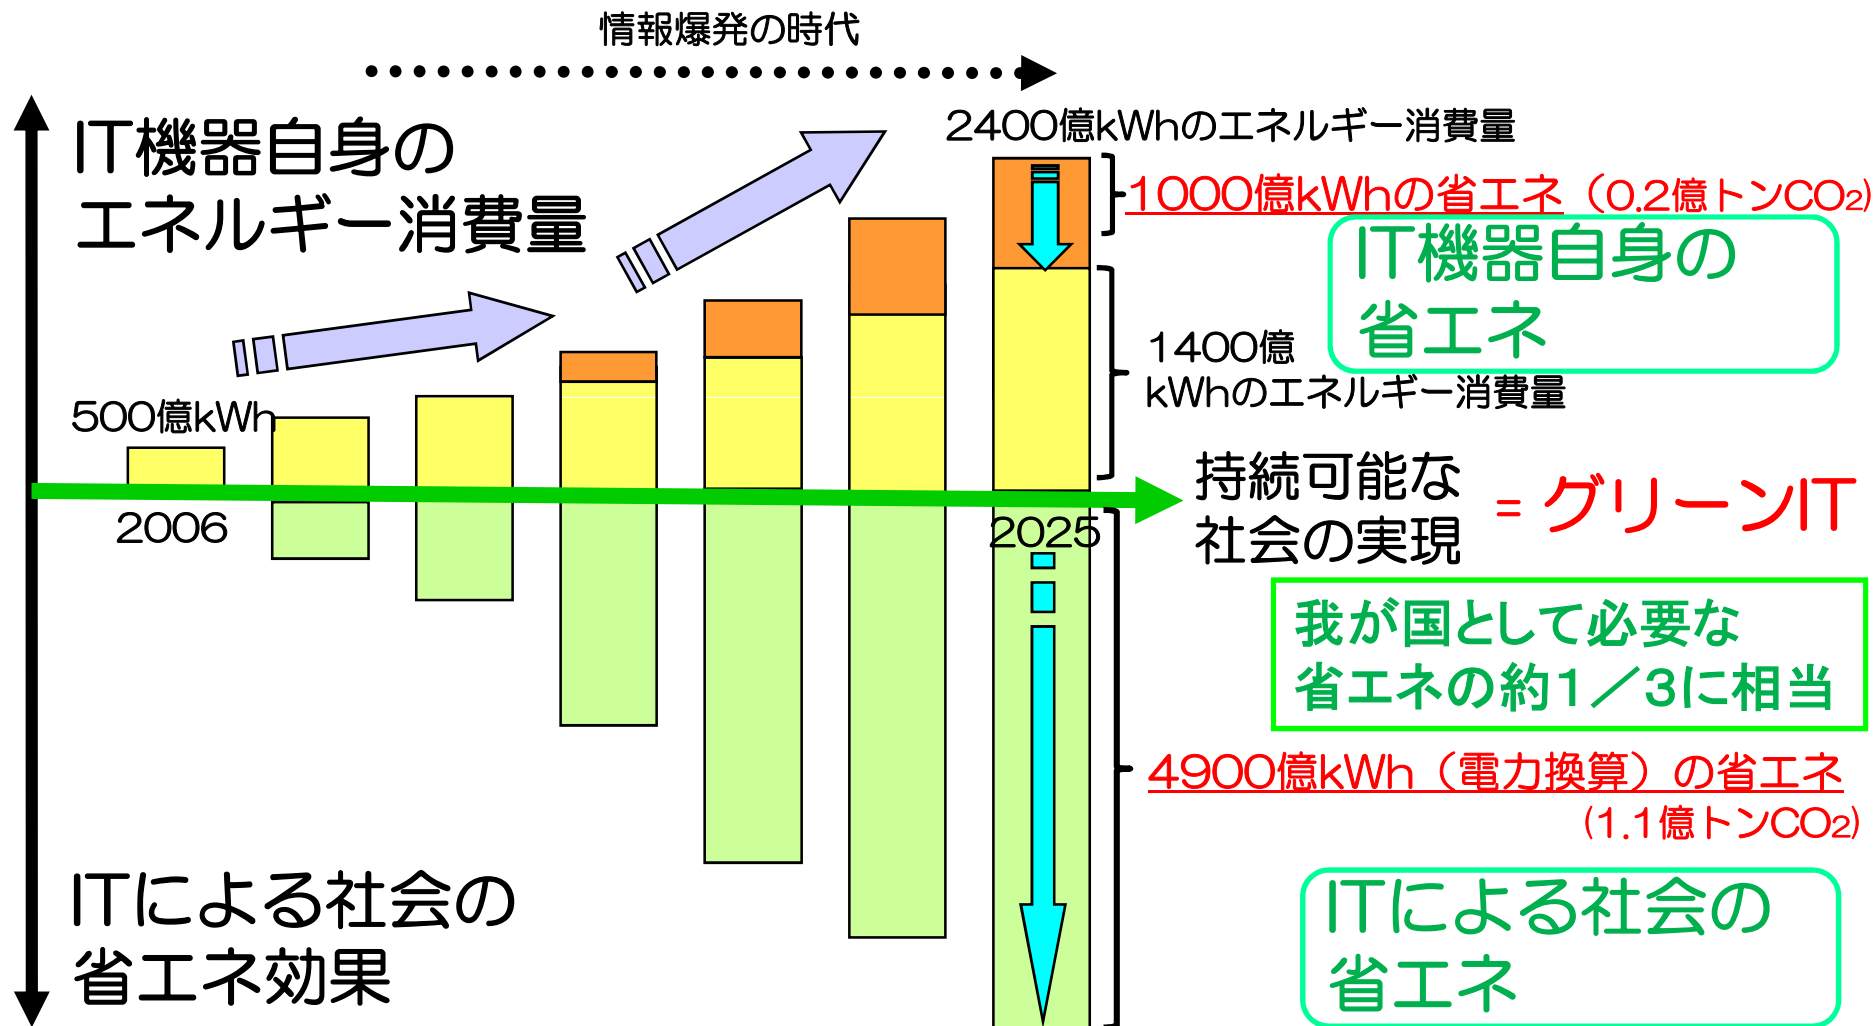 情報爆発の時代
IT機器自身の
エネルギー消費量
2400億kWhのエネルギー消費量
1000億kWhの省エネ（0.2億トンCO2）
IT機器自身の
省エネ
1400億
kWhのエネルギー消費量
500億kWh
2006
2025
持続可能な
社会の実現
= グリーンIT
我が国として必要な
省エネの約1／3に相当
4900億kWh（電力換算）の省エネ
(1.1億トンCO2)
ITによる社会の
省エネ効果
ITによる社会の
省エネ